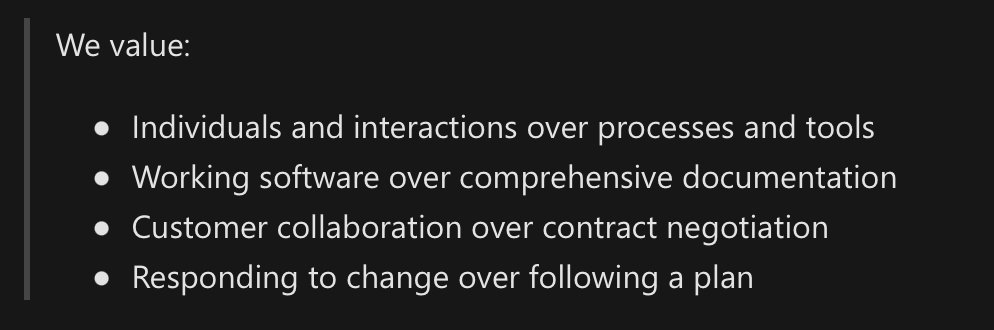 We value:
● Individuals and interactions over processes and tools
● Working software over comprehensive documentation
● Customer collaboration over contract negotiation
● Responding to change over following a plan